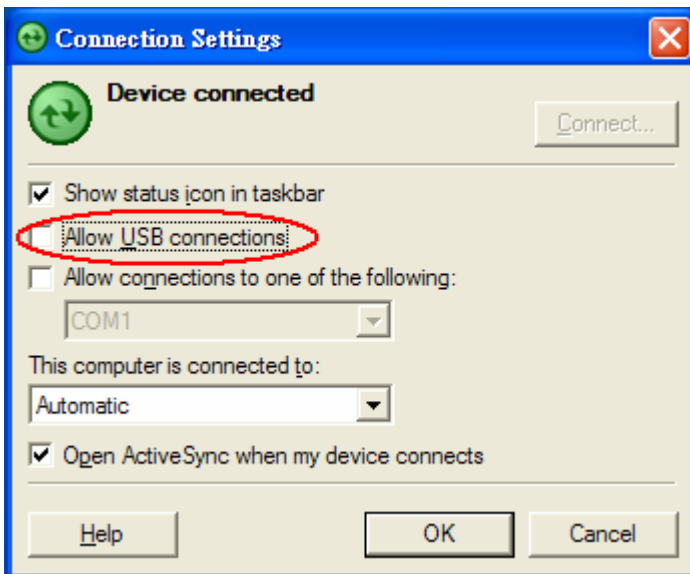 Connection Settings
Device connected
Connect...
Show status icon in taskbar
Allow USB connections
Allow connections to one of the following:
COM1
This computer is connected to:
Automatic
Open ActiveSync when my device connects
Help
OK
Cancel